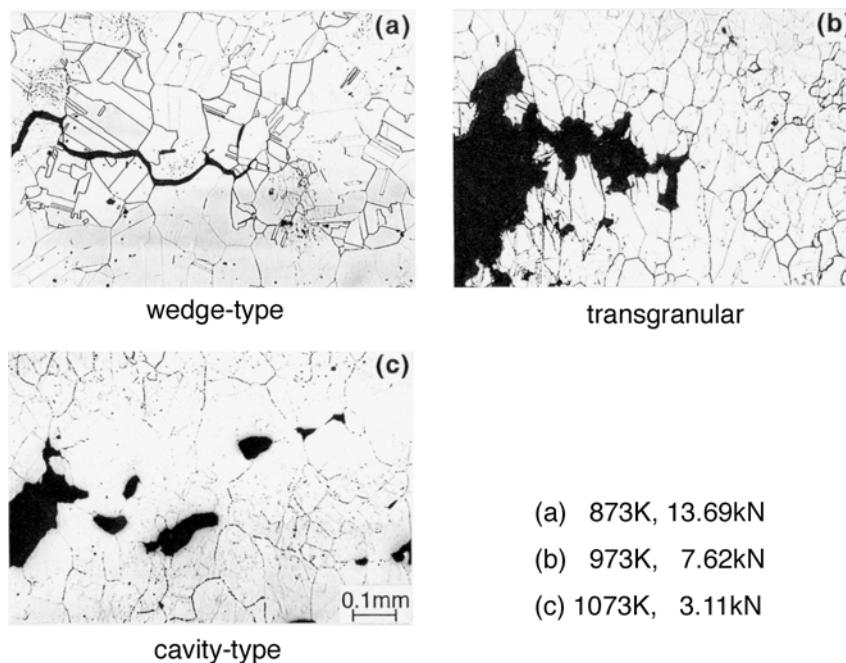 (a)
(b)
wedge-type
transgranular
(c)
0.1mm
cavity-type
(a) 873K, 13.69kN
(b) 973K, 7.62kN
(c) 1073K, 3.11kN